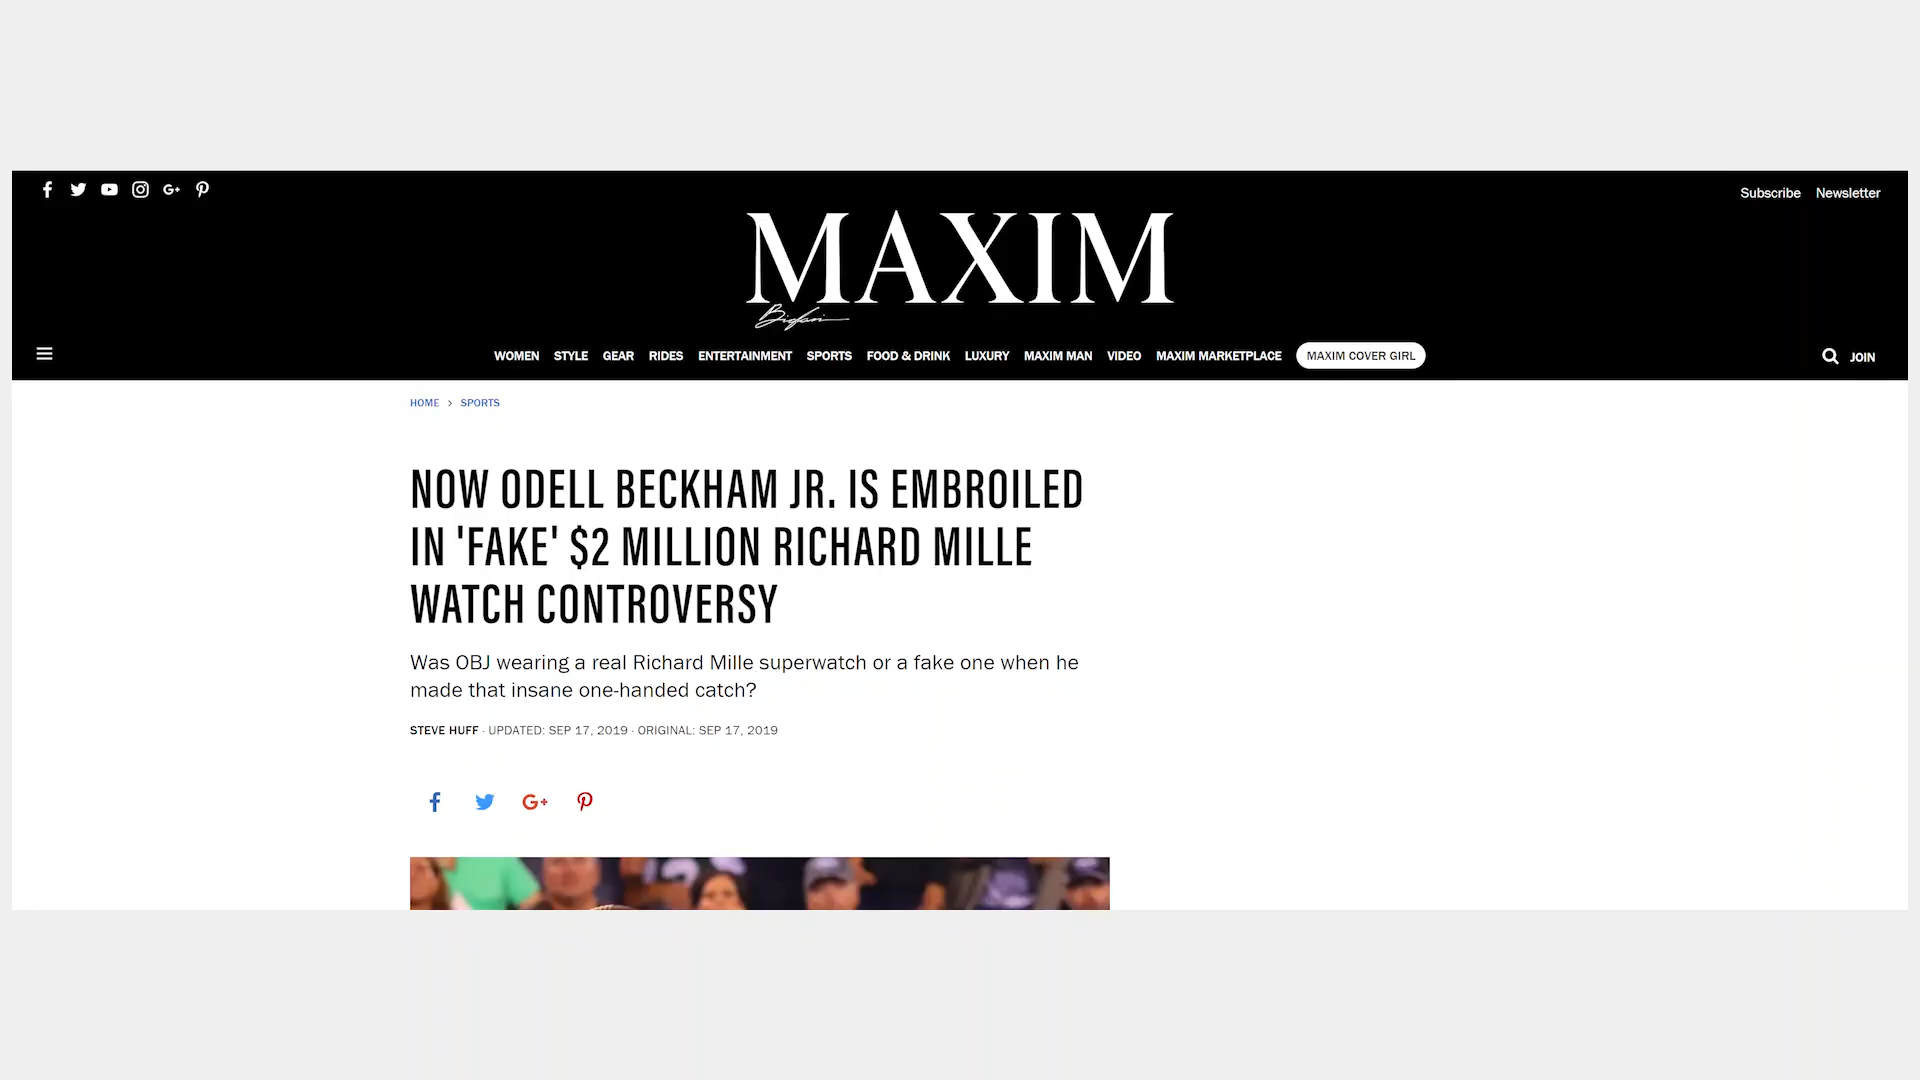 Subscribe Newsletter
MAXIM
WOMEN STYLE GEAR RIDES ENTERTAINMENT SPORTS FOOD & DRINK LUXURY MAXIM MAN VIDEO MAXIM MARKETPLACE MAXIM COVER GIRL JOIN
HOME > SPORTS
NOW ODELL BECKHAM JR. IS EMBROILED
IN 'FAKE' $2 MILLION RICHARD MILLE
WATCH CONTROVERSY
Was OBJ wearing a real Richard Mille superwatch or a fake one when he
made that insane one-handed catch?
STEVE HUFF · UPDATED: SEP 17, 2019 · ORIGINAL: SEP 17, 2019